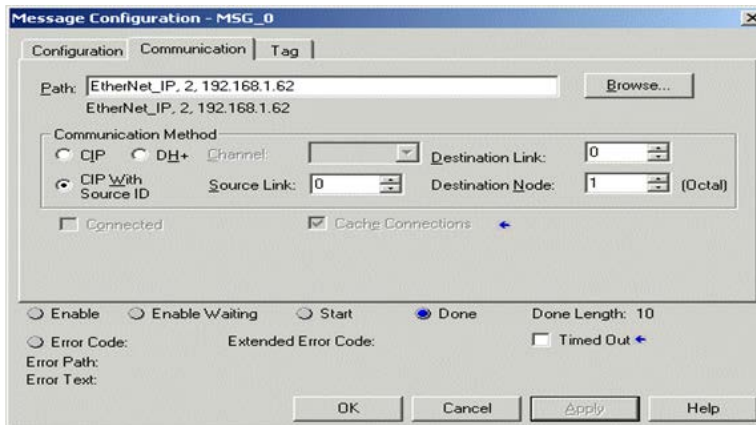 Message Configuration - MSG_0
Configuration Communication Tag
Path: EtherNet_IP, 2, 192.168.1.62 Browse...
EtherNet_IP, 2, 192.168.1.62
Communication Method
CIP DH+ Channel: Destination Link: 0
CIP With Source ID Source Link: 0 Destination Node: 1 (Octal)
Connected Cache Connections
Enable Enable Waiting Start Done Done Length: 10
Error Code: Extended Error Code: Timed Out
Error Path:
Error Text:
OK Cancel Apply Help